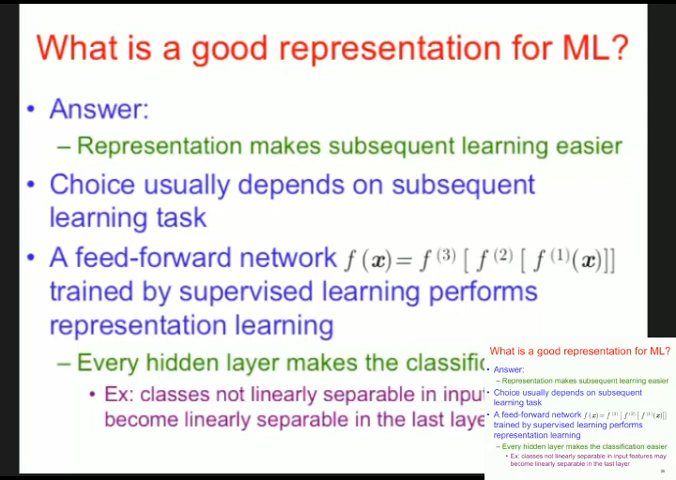 What is a good representation for ML?
• Answer:
– Representation makes subsequent learning easier
• Choice usually depends on subsequent
learning task
• A feed-forward network f (x) = f (3) [ f (2) [ f (1)(x)]]
trained by supervised learning performs
representation learning
– Every hidden layer makes the classific
• Ex: classes not linearly separable in input
become linearly separable in the last laye
What is a good representation for ML?
• Answer:
– Representation makes subsequent learning easier
• Choice usually depends on subsequent
learning task
• A feed-forward network f (x) = f (3) [ f (2) [ f (1)(x)]]
trained by supervised learning performs
representation learning
– Every hidden layer makes the classification easier
• Ex: classes not linearly separable in input features may
become linearly separable in the last layer